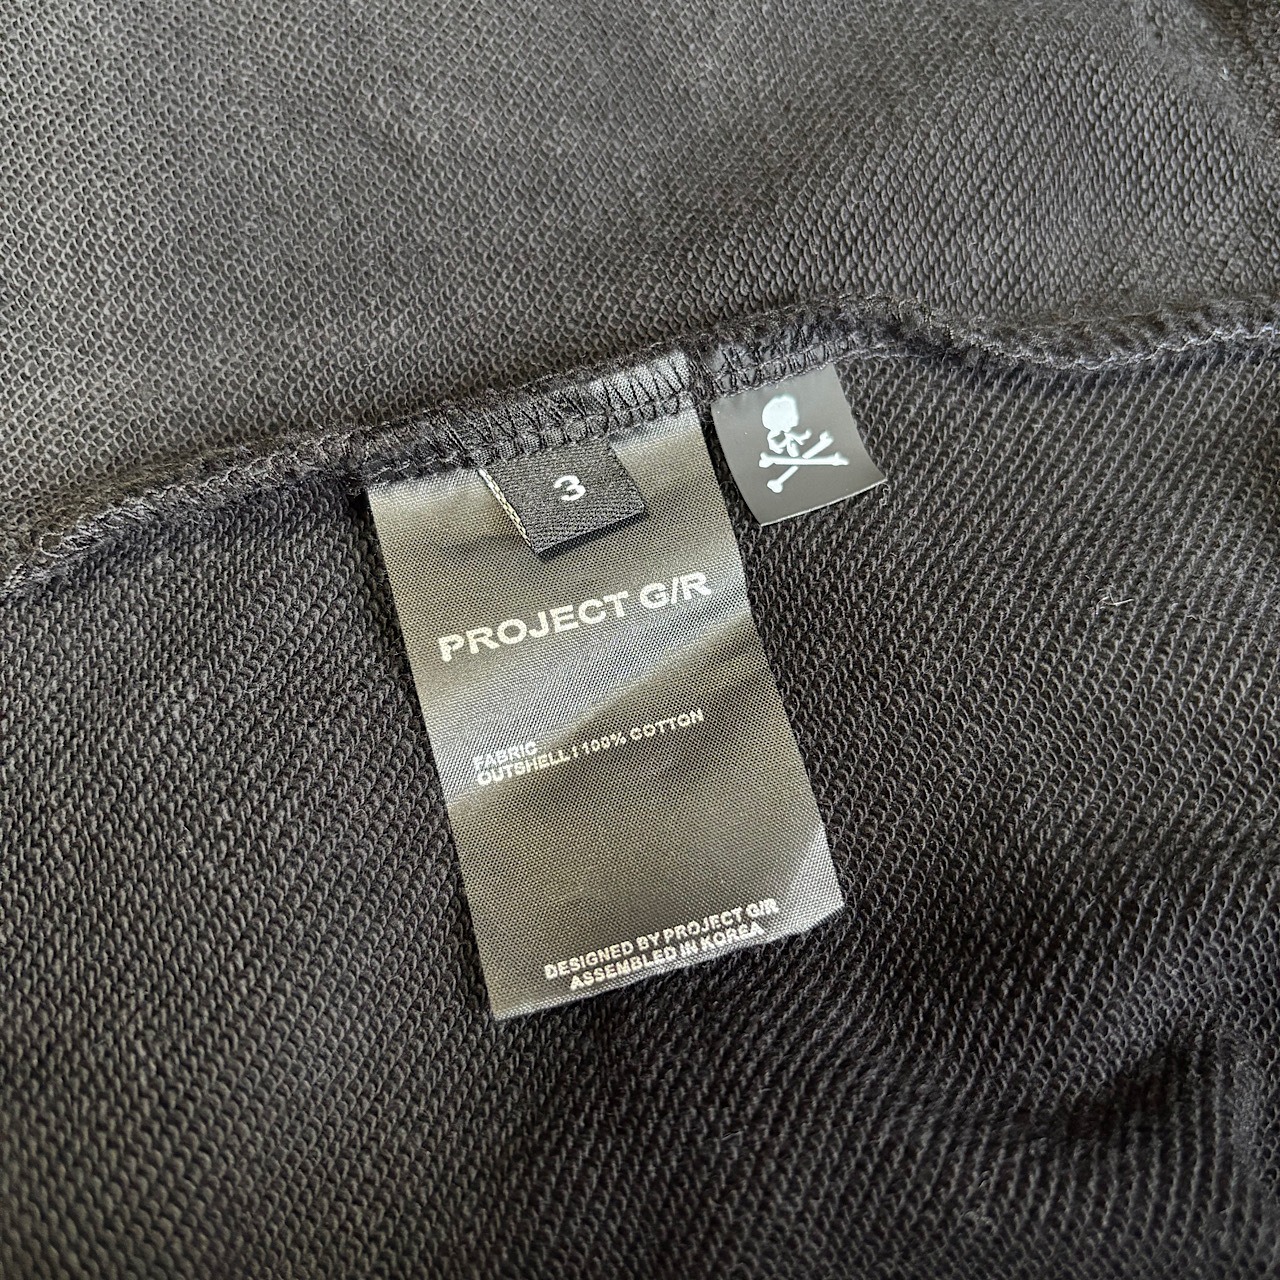 3
PROJECT G/R
FABRIC
OUTSHELL | 100% COTTON
DESIGNED BY PROJECT G/R
ASSEMBLED IN KOREA